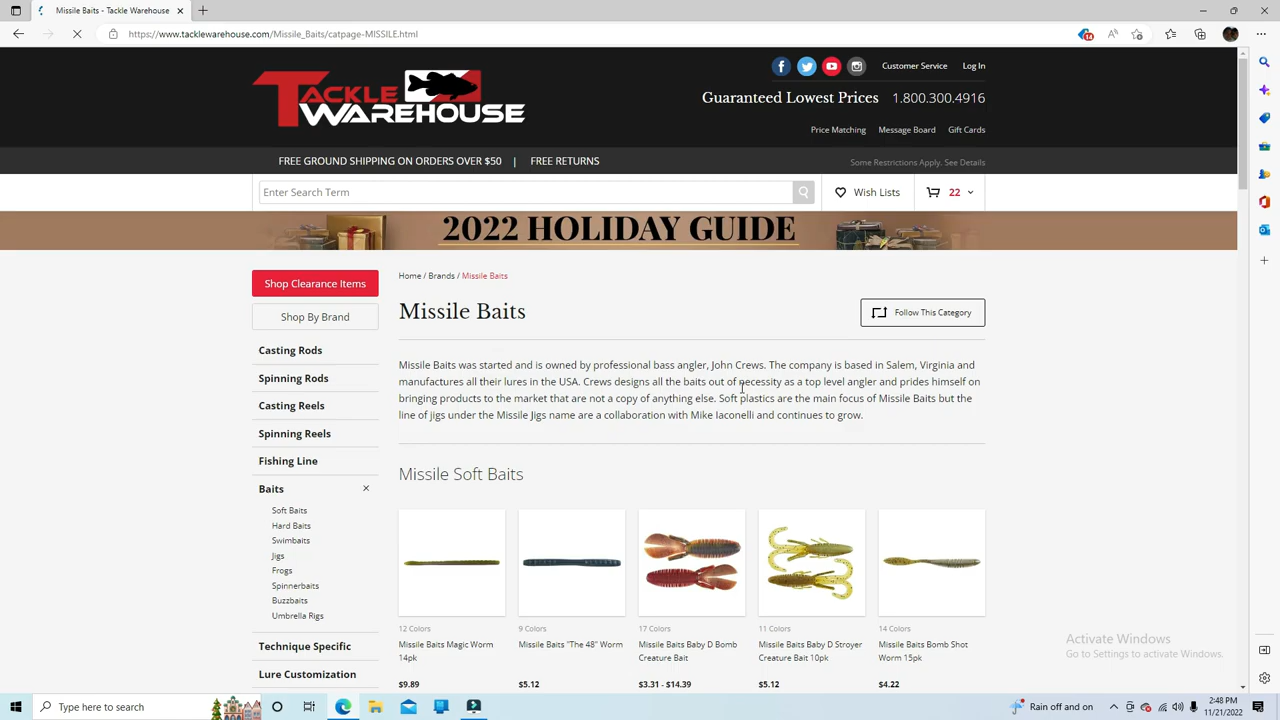 Missile Baits - Tackle Warehouse
https://www.tacklewarehouse.com/Missile_Baits/catpage-MISSILE.html
14
TACKLE WAREHOUSE
Customer Service
Log In
Guaranteed Lowest Prices 1.800.300.4916
Price Matching
Message Board
Gift Cards
FREE GROUND SHIPPING ON ORDERS OVER $50 | FREE RETURNS
Some Restrictions Apply. See Details
Enter Search Term
Wish Lists
22
2022 HOLIDAY GUIDE
Shop Clearance Items
Shop By Brand
Casting Rods
Spinning Rods
Casting Reels
Spinning Reels
Fishing Line
Baits
Soft Baits
Hard Baits
Swimbaits
Jigs
Frogs
Spinnerbaits
Buzzbaits
Umbrella Rigs
Technique Specific
Lure Customization
Home / Brands / Missile Baits
Missile Baits
Follow This Category
Missile Baits was started and is owned by professional bass angler, John Crews. The company is based in Salem, Virginia and
manufactures all their lures in the USA. Crews designs all the baits out of necessity as a top level angler and prides himself on
bringing products to the market that are not a copy of anything else. Soft plastics are the main focus of Missile Baits but the
line of jigs under the Missile Jigs name are a collaboration with Mike Iaconelli and continues to grow.
Missile Soft Baits
12 Colors
Missile Baits Magic Worm
14pk
$9.89
9 Colors
Missile Baits "The 48" Worm
$5.12
17 Colors
Missile Baits Baby D Bomb
Creature Bait
$3.31 - $14.39
11 Colors
Missile Baits Baby D Stroyer
Creature Bait 10pk
$5.12
14 Colors
Missile Baits Bomb Shot
Worm 15pk
$4.22
Activate Windows
Go to Settings to activate Windows.
Type here to search
Rain off and on
2:48 PM
11/21/2022